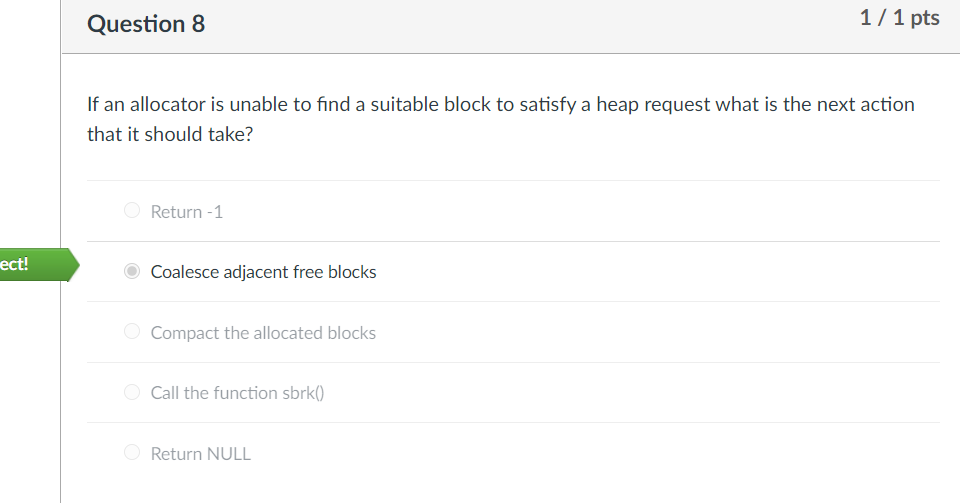 Question 8
1 / 1 pts
If an allocator is unable to find a suitable block to satisfy a heap request what is the next action
that it should take?
Return -1
ect!
Coalesce adjacent free blocks
Compact the allocated blocks
Call the function sbrk()
Return NULL